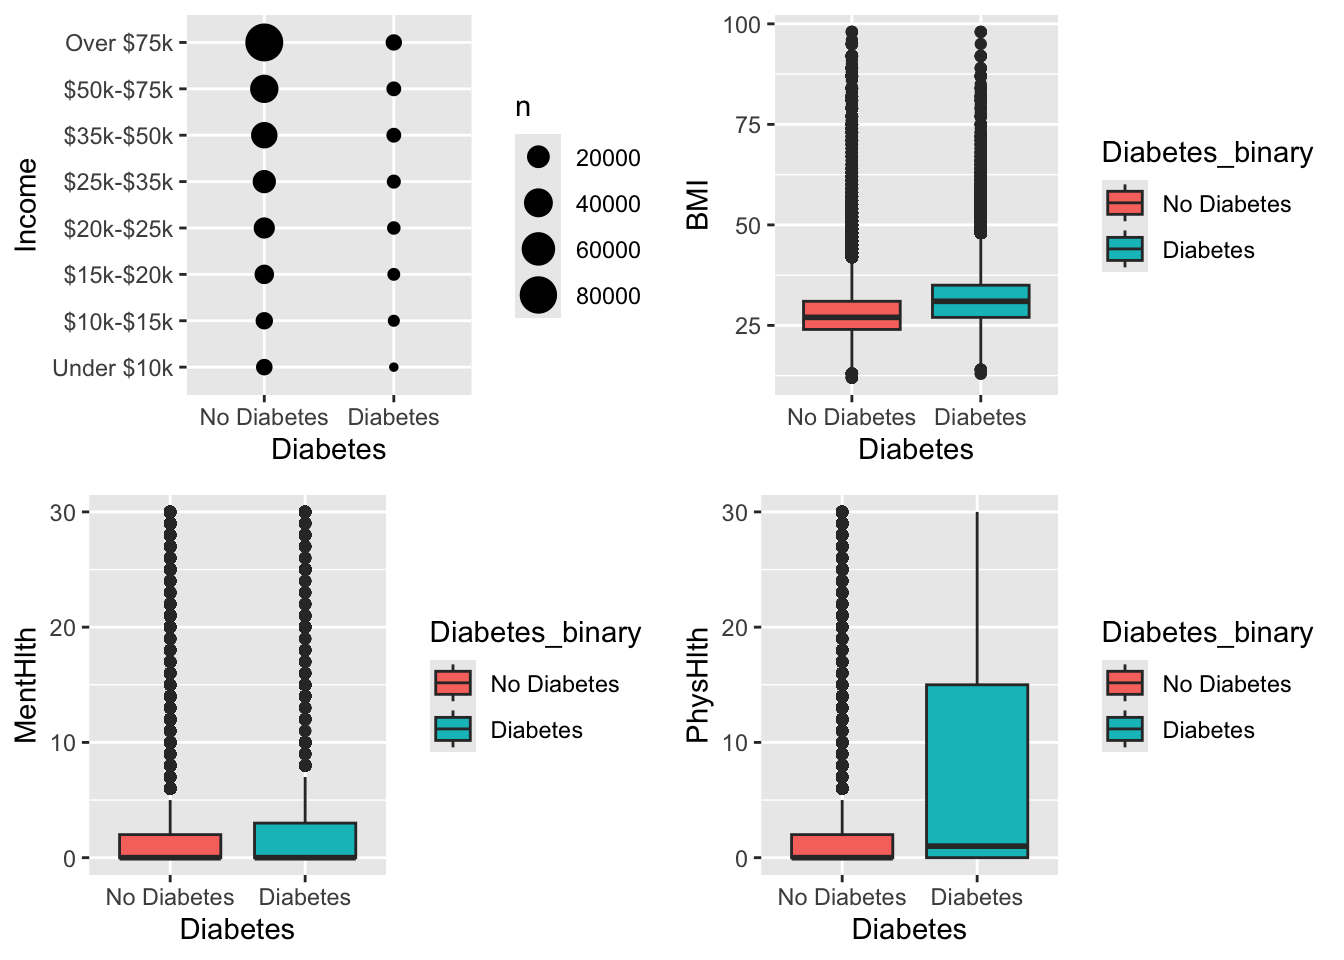 Income
Over $75k
$50k-$75k
$35k-$50k
$25k-$35k
$20k-$25k
$15k-$20k
$10k-$15k
Under $10k
No Diabetes
Diabetes
Diabetes
n
20000
40000
60000
80000
BMI
100
75
50
25
No Diabetes
Diabetes
Diabetes
Diabetes_binary
No Diabetes
Diabetes
MentHlth
30
20
10
0
No Diabetes
Diabetes
Diabetes
Diabetes_binary
No Diabetes
Diabetes
PhysHlth
30
20
10
0
No Diabetes
Diabetes
Diabetes
Diabetes_binary
No Diabetes
Diabetes